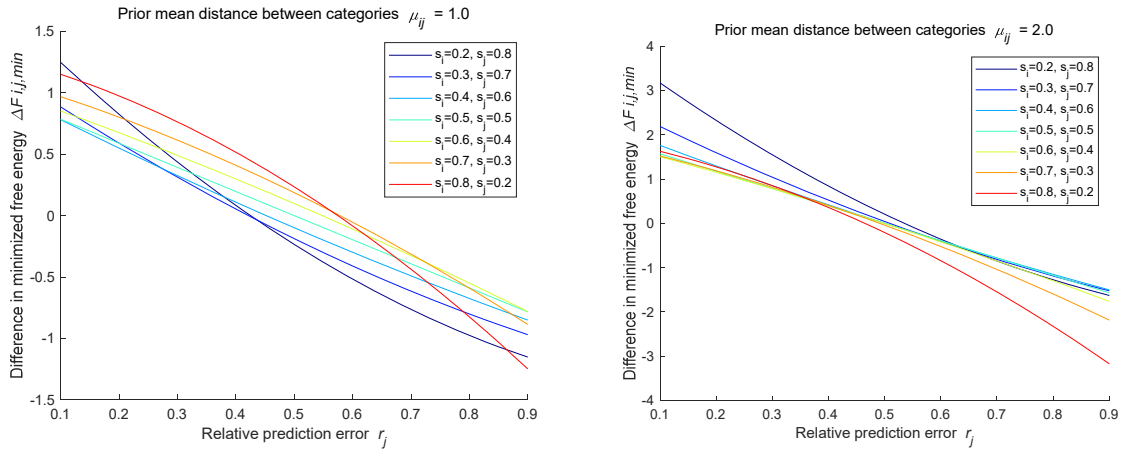 Prior mean distance between categories μij = 1.0
Difference in minimized free energy ΔF i,j,min
1.5
1
0.5
0
-0.5
-1
-1.5
0.1 0.2 0.3 0.4 0.5 0.6 0.7 0.8 0.9
Relative prediction error rj
si=0.2, sj=0.8
si=0.3, sj=0.7
si=0.4, sj=0.6
si=0.5, sj=0.5
si=0.6, sj=0.4
si=0.7, sj=0.3
si=0.8, sj=0.2
Prior mean distance between categories μij = 2.0
Difference in minimized free energy ΔF i,j,min
4
3
2
1
0
-1
-2
-3
-4
0.1 0.2 0.3 0.4 0.5 0.6 0.7 0.8 0.9
Relative prediction error rj
si=0.2, sj=0.8
si=0.3, sj=0.7
si=0.4, sj=0.6
si=0.5, sj=0.5
si=0.6, sj=0.4
si=0.7, sj=0.3
si=0.8, sj=0.2